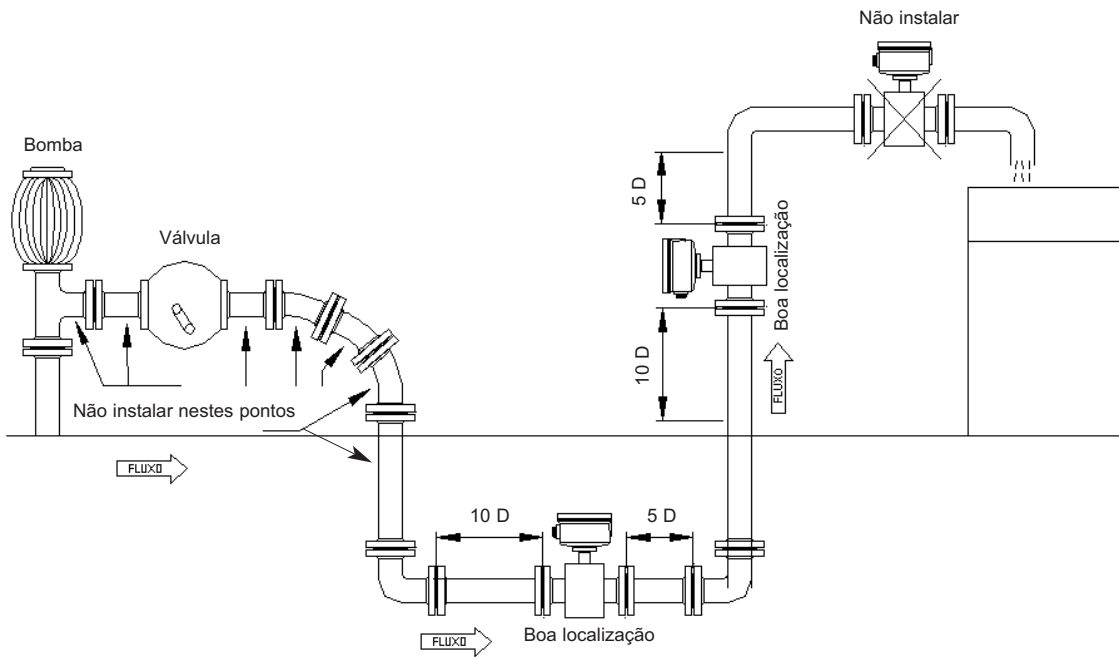 Não instalar
Bomba
Válvula
5 D
Boa localização
10 D
FLUXO
Não instalar nestes pontos
FLUXO
10 D
5 D
Boa localização
FLUXO